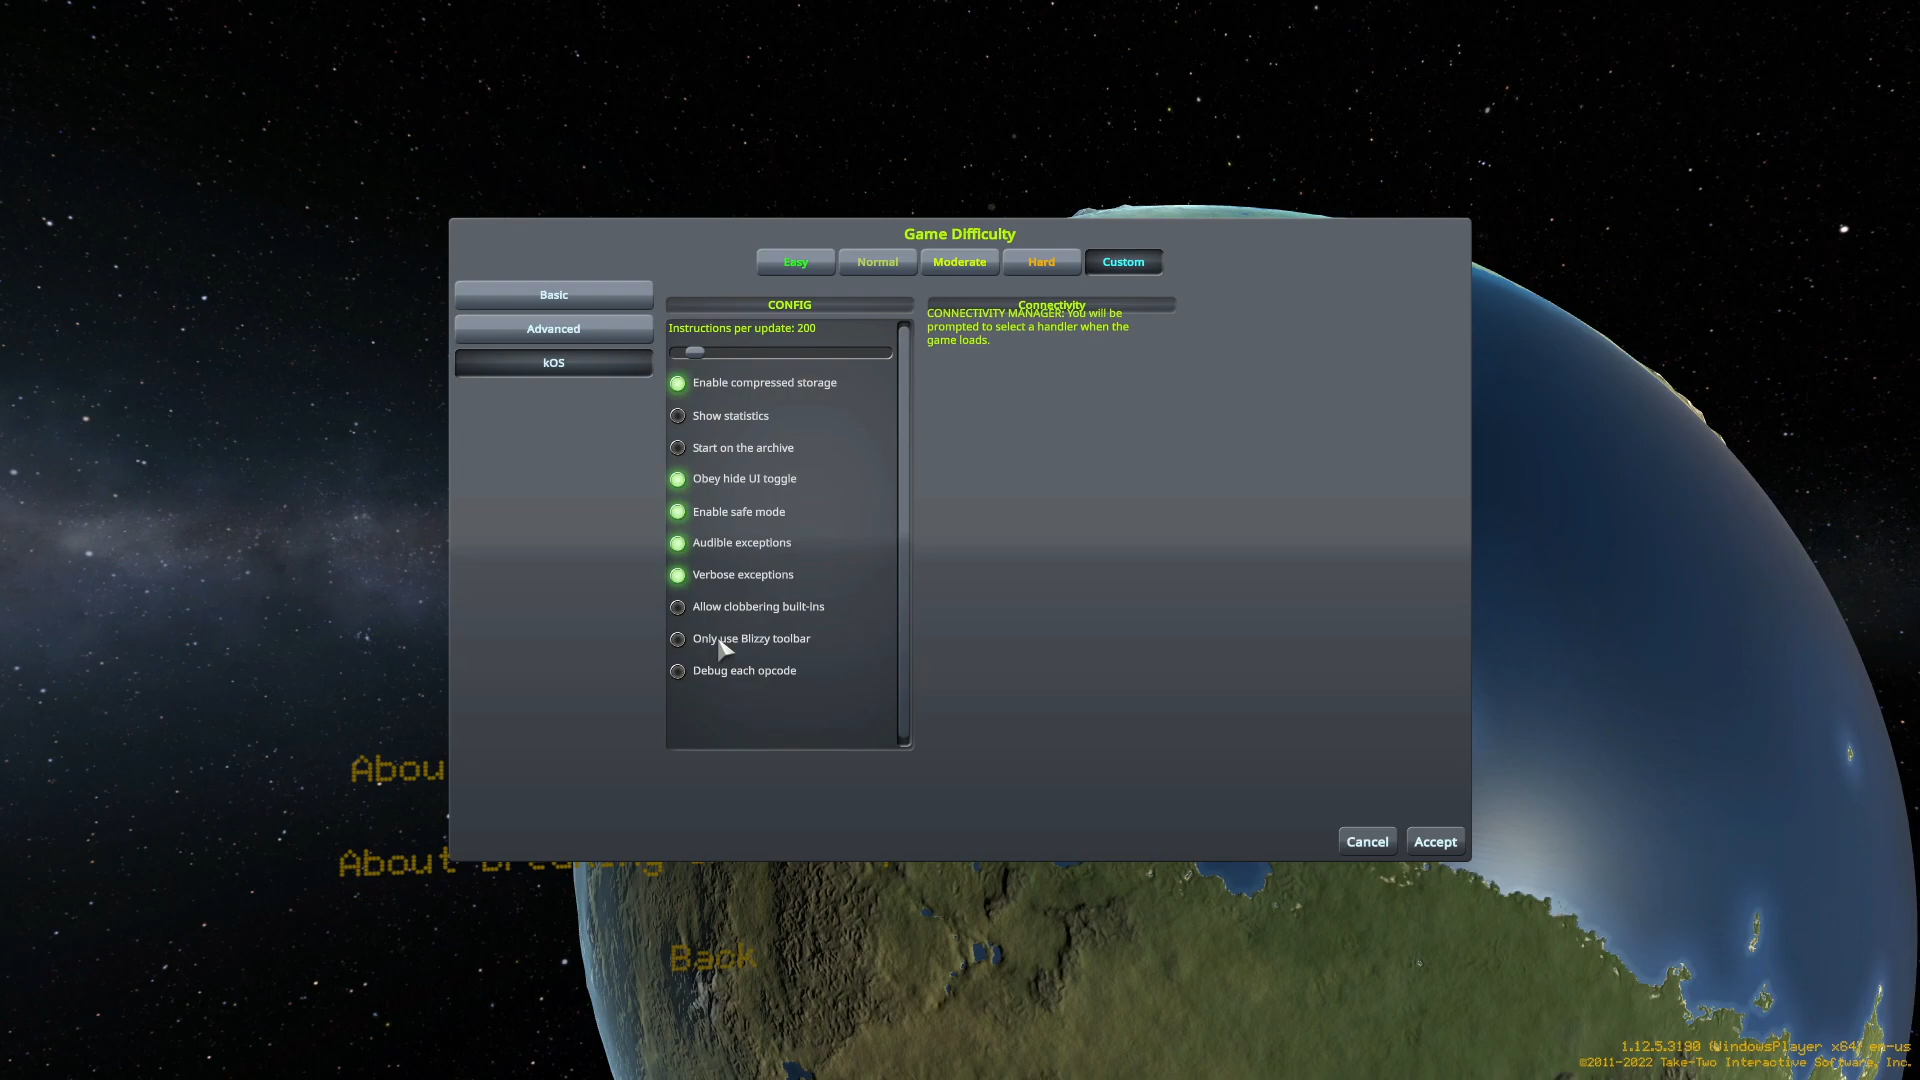 Game Difficulty
Easy
Normal
Moderate
Hard
Custom
Basic
Advanced
kOS
CONFIG
Instructions per update: 200
Enable compressed storage
Show statistics
Start on the archive
Obey hide UI toggle
Enable safe mode
Audible exceptions
Verbose exceptions
Allow clobbering built-ins
Only use Blizzy toolbar
Debug each opcode
Connectivity
CONNECTIVITY MANAGER: You will be
prompted to select a handler when the
game loads.
Cancel
Accept
Abou
About
Back
1.12.5.3190 (WindowsPlayer x64) en-us
©2011-2022 Take-Two Interactive Software, Inc.